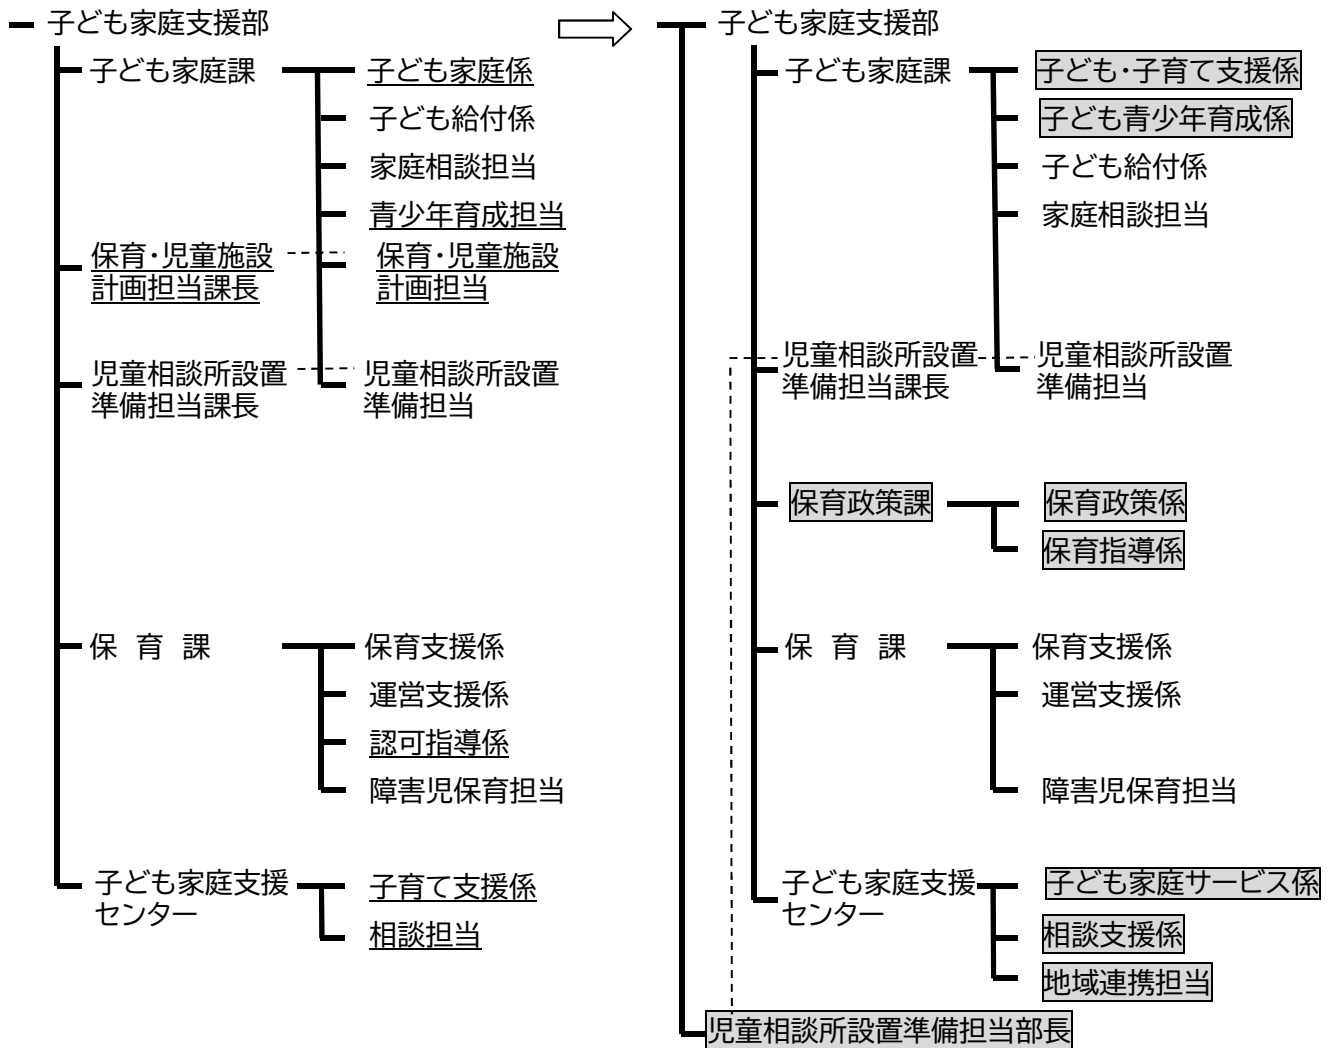 子ども家庭支援部
子ども家庭課
子ども家庭係
子ども給付係
家庭相談担当
青少年育成担当
保育・児童施設
計画担当課長
保育・児童施設
計画担当
児童相談所設置
準備担当課長
児童相談所設置
準備担当
保 育 課
保育支援係
運営支援係
認可指導係
障害児保育担当
子ども家庭支援
センター
子育て支援係
相談担当
子ども家庭支援部
子ども家庭課
子ども・子育て支援係
子ども青少年育成係
子ども給付係
家庭相談担当
児童相談所設置
準備担当課長
児童相談所設置
準備担当
保育政策課
保育政策係
保育指導係
保 育 課
保育支援係
運営支援係
障害児保育担当
子ども家庭支援
センター
子ども家庭サービス係
相談支援係
地域連携担当
児童相談所設置準備担当部長